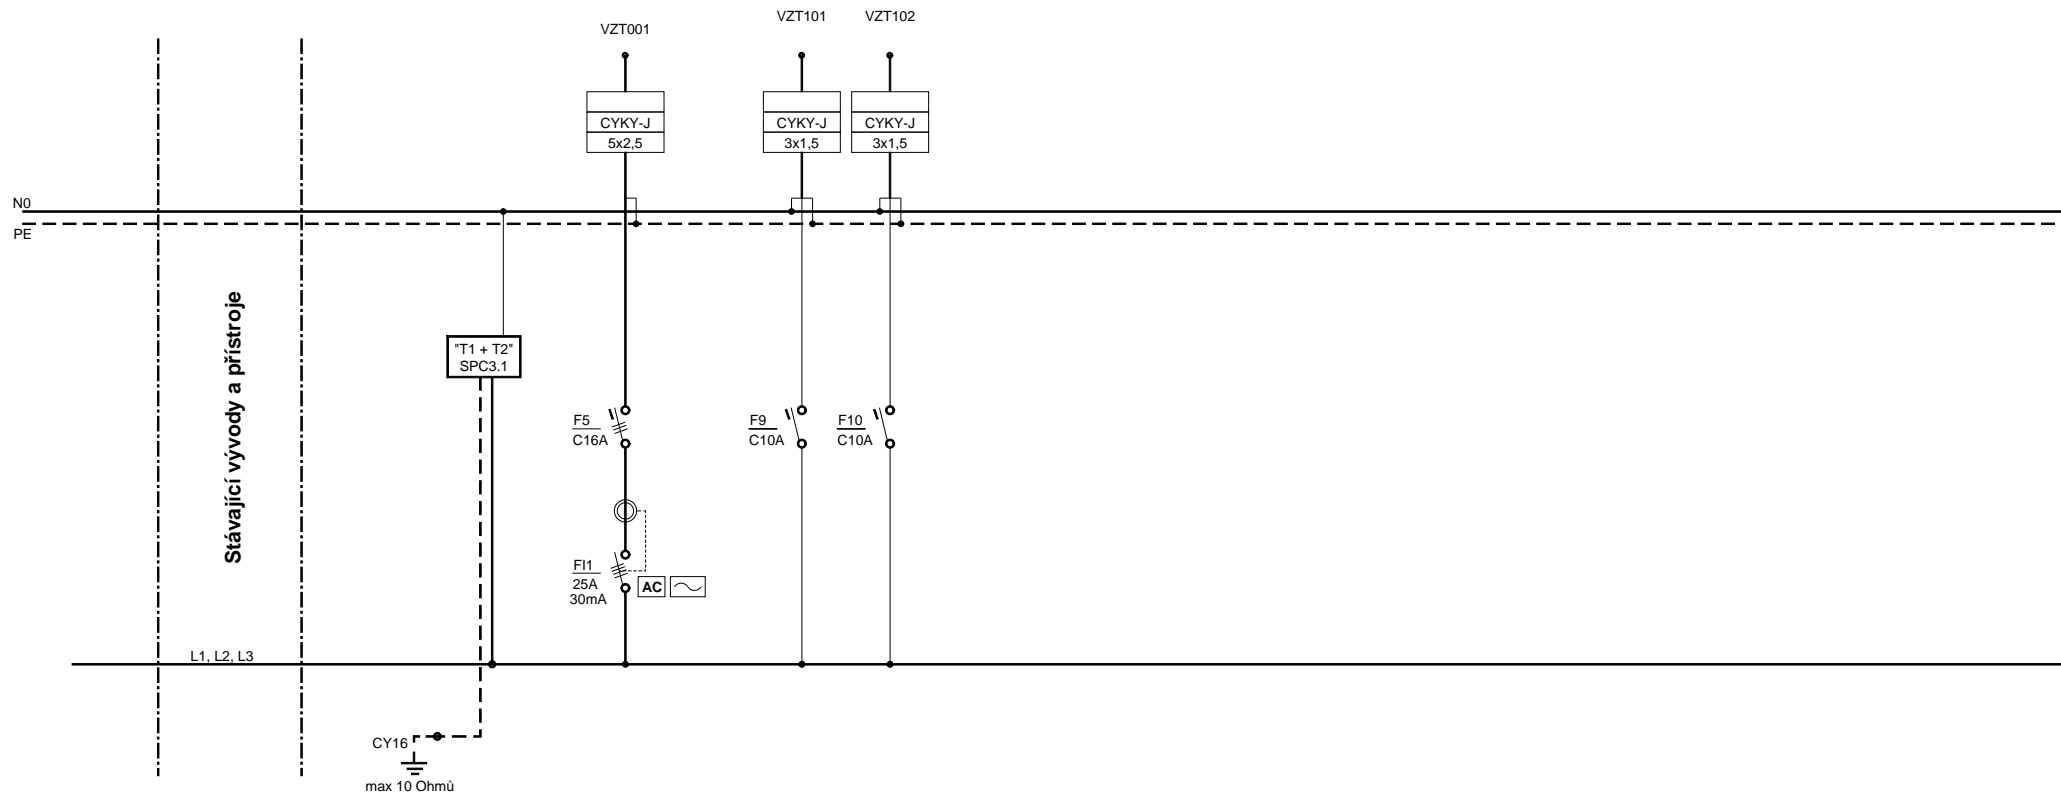 VZT001
VZT101
VZT102
CYKY-J
5x2,5
CYKY-J
3x1,5
CYKY-J
3x1,5
N0
PE
Stávající vývody a přístroje
"T1 + T2"
SPC3.1
F5
C16A
F9
C10A
F10
C10A
FI1
25A
30mA
AC
L1, L2, L3
CY16
max 10 Ohmů